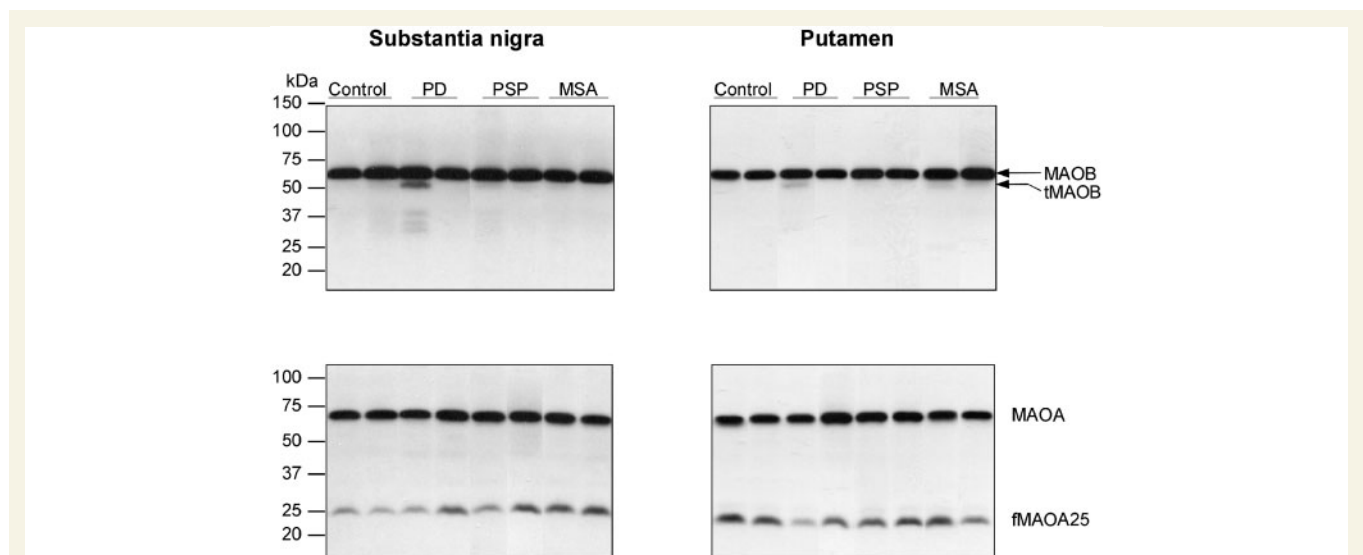 Substantia nigra Putamen
kDa Control PD PSP MSA Control PD PSP MSA
150
100
75
50
37
25
20
MAOB
tMAOB
100
75
50
37
25
20
MAOA
fMAOA25